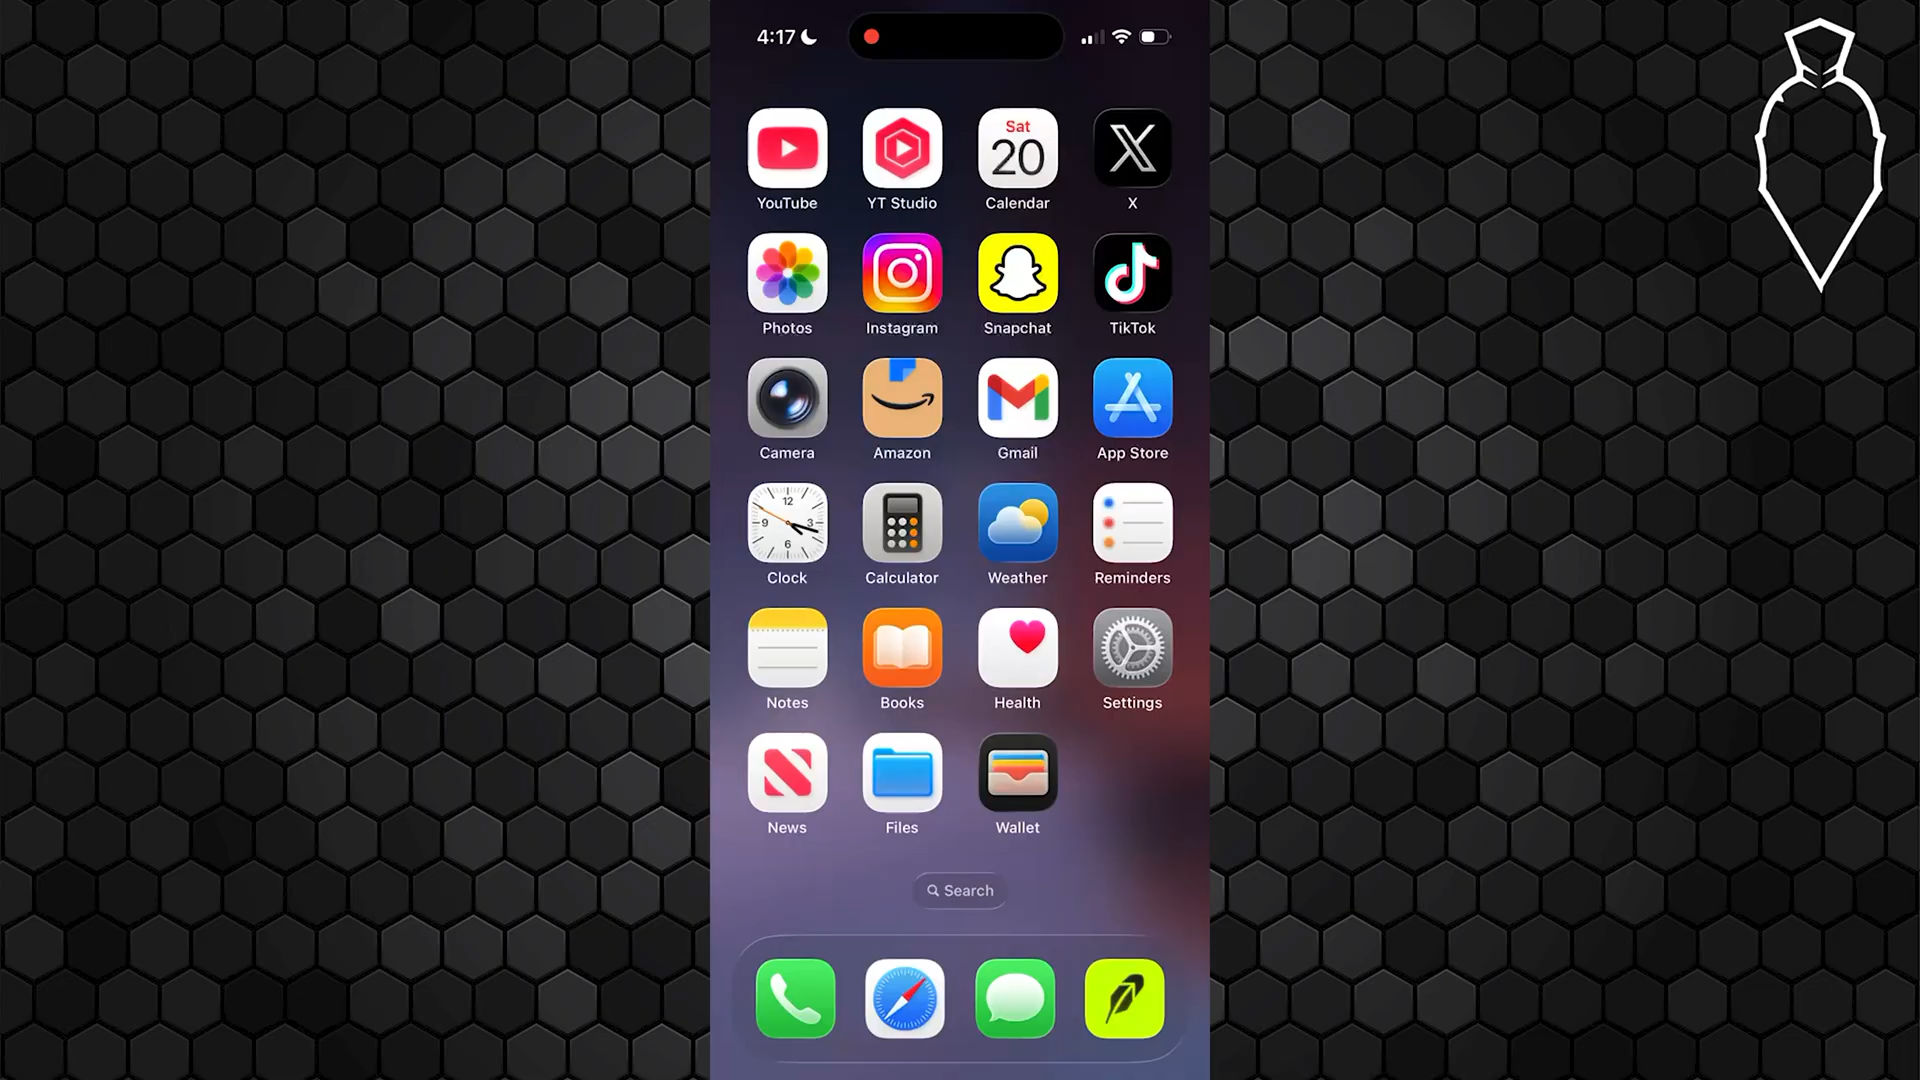 4:17
YouTube YT Studio Sat 20 Calendar X
Photos Instagram Snapchat TikTok
Camera Amazon Gmail App Store
12 3 6 9
Clock Calculator Weather Reminders
Notes Books Health Settings
News Files Wallet
Search